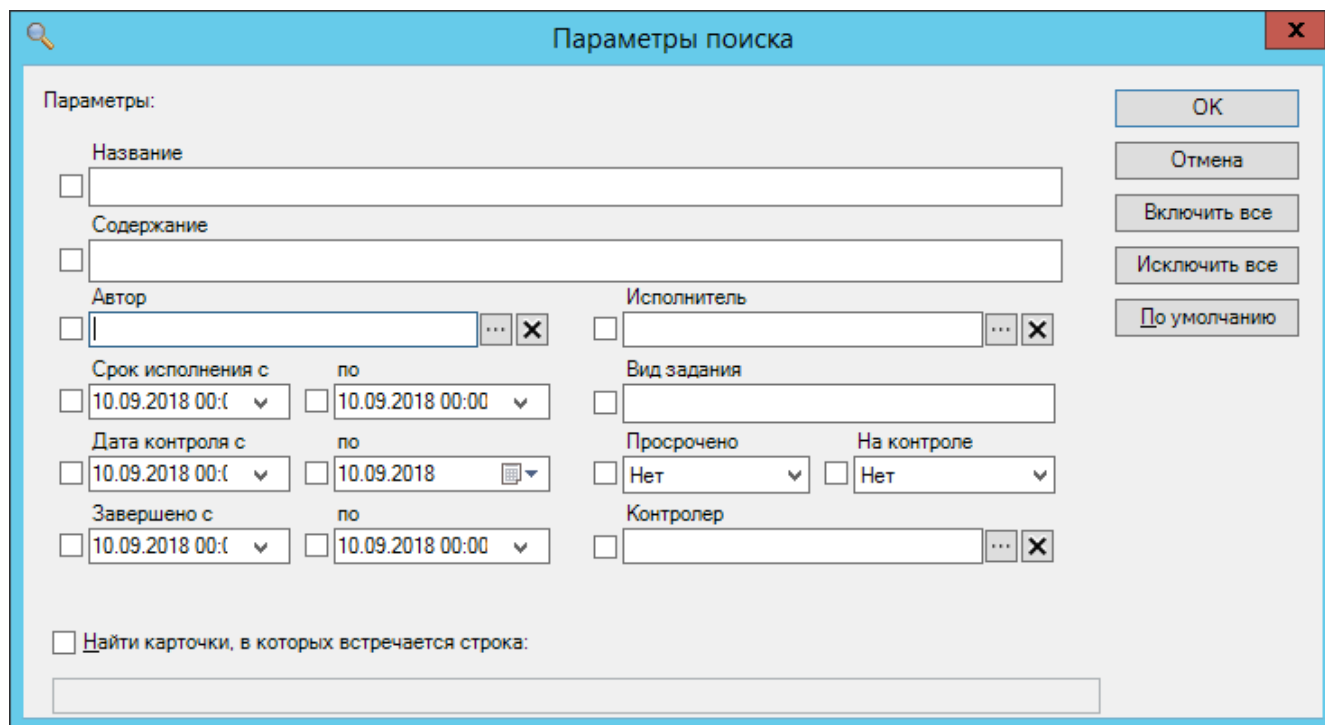 Параметры поиска
Параметры:
OK
Название
Отмена
Содержание
Включить все
Исключить все
Автор Исполнитель
По умолчанию
Срок исполнения с по Вид задания
10.09.2018 00:0 10.09.2018 00:00
Дата контроля с по Просрочено На контроле
10.09.2018 00:0 10.09.2018 Нет Нет
Завершено с по Контролер
10.09.2018 00:0 10.09.2018 00:00
Найти карточки, в которых встречается строка: